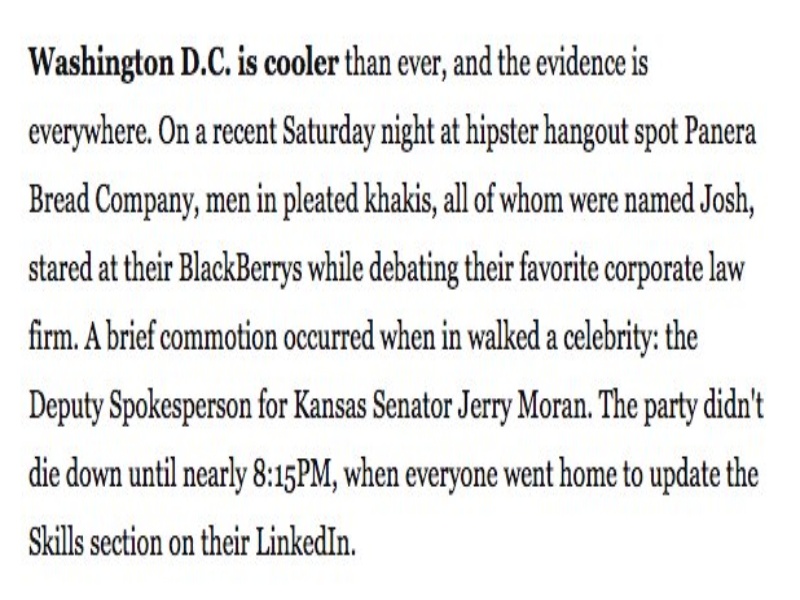 Washington D.C. is cooler than ever, and the evidence is
everywhere. On a recent Saturday night at hipster hangout spot Panera
Bread Company, men in pleated khakis, all of whom were named Josh,
stared at their BlackBerrys while debating their favorite corporate law
firm. A brief commotion occurred when in walked a celebrity: the
Deputy Spokesperson for Kansas Senator Jerry Moran. The party didn't
die down until nearly 8:15PM, when everyone went home to update the
Skills section on their LinkedIn.